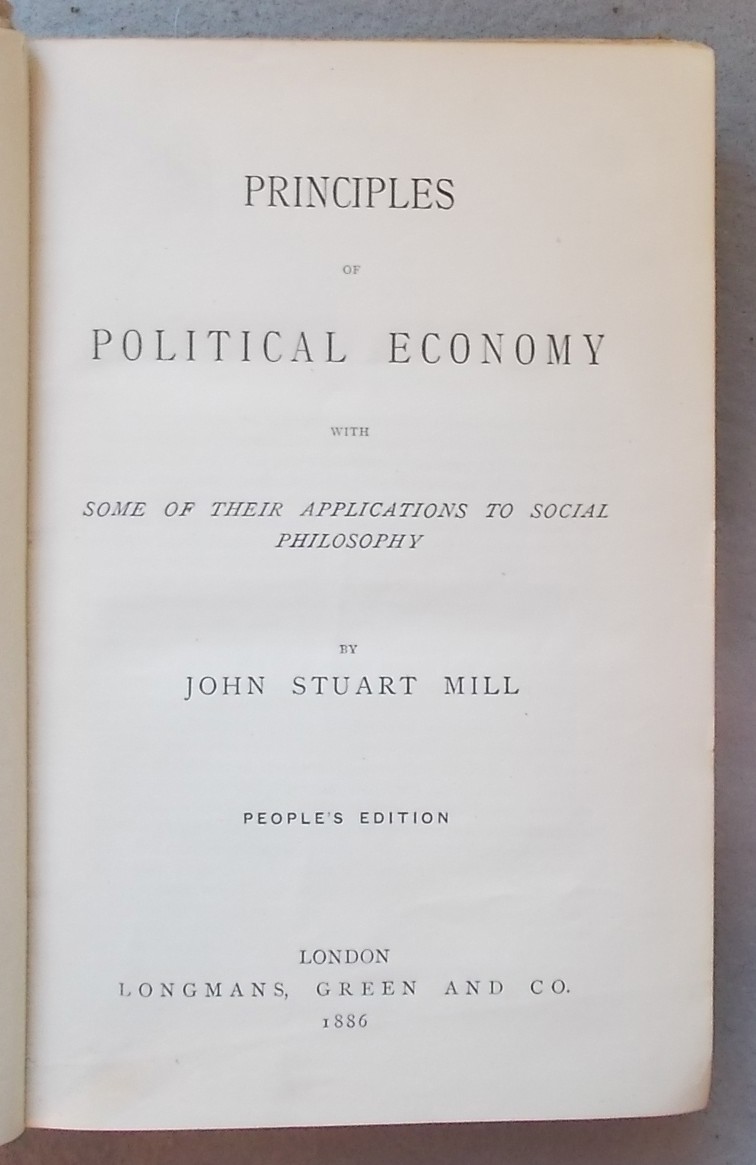 PRINCIPLES
OF
POLITICAL ECONOMY
WITH
SOME OF THEIR APPLICATIONS TO SOCIAL
PHILOSOPHY
BY
JOHN STUART MILL
PEOPLE'S EDITION
LONDON
LONGMANS, GREEN AND CO.
1886